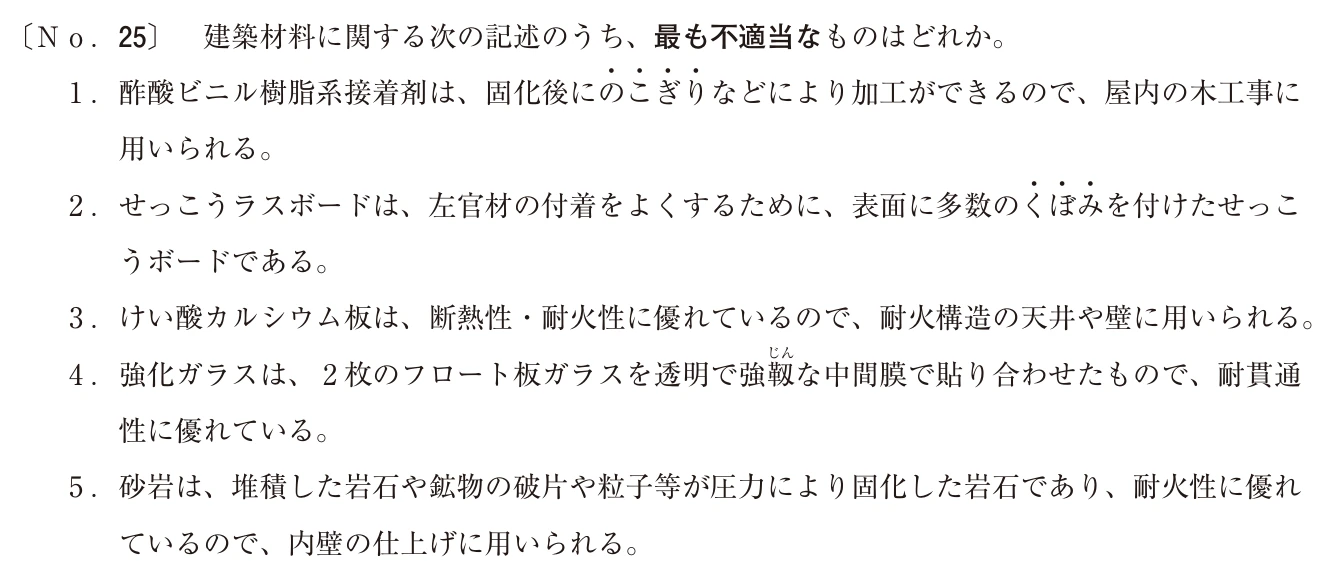 〔Ｎｏ．25〕　建築材料に関する次の記述のうち、最も不適当なものはどれか。
１．酢酸ビニル樹脂系接着剤は、固化後にのこぎりなどにより加工ができるので、屋内の木工事に
用いられる。
２．せっこうラスボードは、左官材の付着をよくするために、表面に多数のくぼみを付けたせっこ
うボードである。
３．けい酸カルシウム板は、断熱性・耐火性に優れているので、耐火構造の天井や壁に用いられる。
じん
４．強化ガラスは、２枚のフロート板ガラスを透明で強靱な中間膜で貼り合わせたもので、耐貫通
性に優れている。
５．砂岩は、堆積した岩石や鉱物の破片や粒子等が圧力により固化した岩石であり、耐火性に優れ
ているので、内壁の仕上げに用いられる。